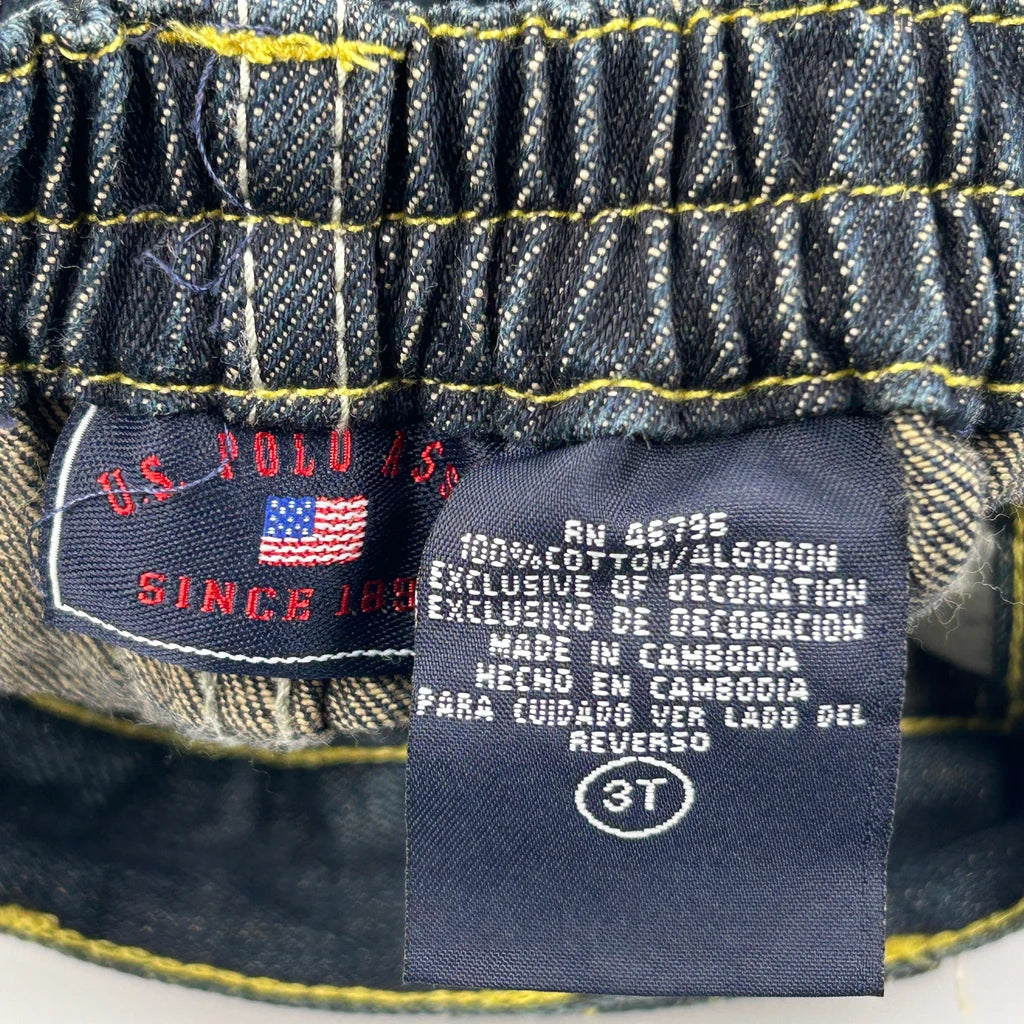 U.S. POLO ASS
SINCE 189
RN 46795
100%COTTON/ALGODON
EXCLUSIVE OF DECORATION
EXCLUSIVO DE DECORACION
MADE IN CAMBODIA
HECHO EN CAMBODIA
PARA CUIDADO VER LADO DEL
REVERSO
3T